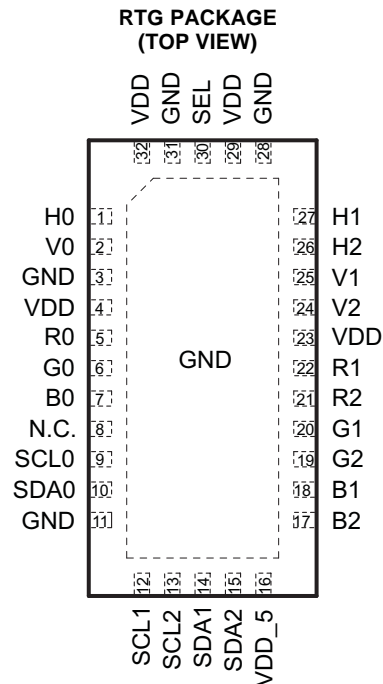 RTG PACKAGE
(TOP VIEW)
VDD GND SEL VDD GND
32 31 30 29 28
H0 1 27 H1
V0 2 26 H2
GND 3 25 V1
VDD 4 24 V2
R0 5 23 VDD
G0 6 22 R1
B0 7 21 R2
N.C. 8 20 G1
SCL0 9 19 G2
SDA0 10 18 B1
GND 11 17 B2
GND
12 13 14 15 16
SCL1 SCL2 SDA1 SDA2 VDD_5